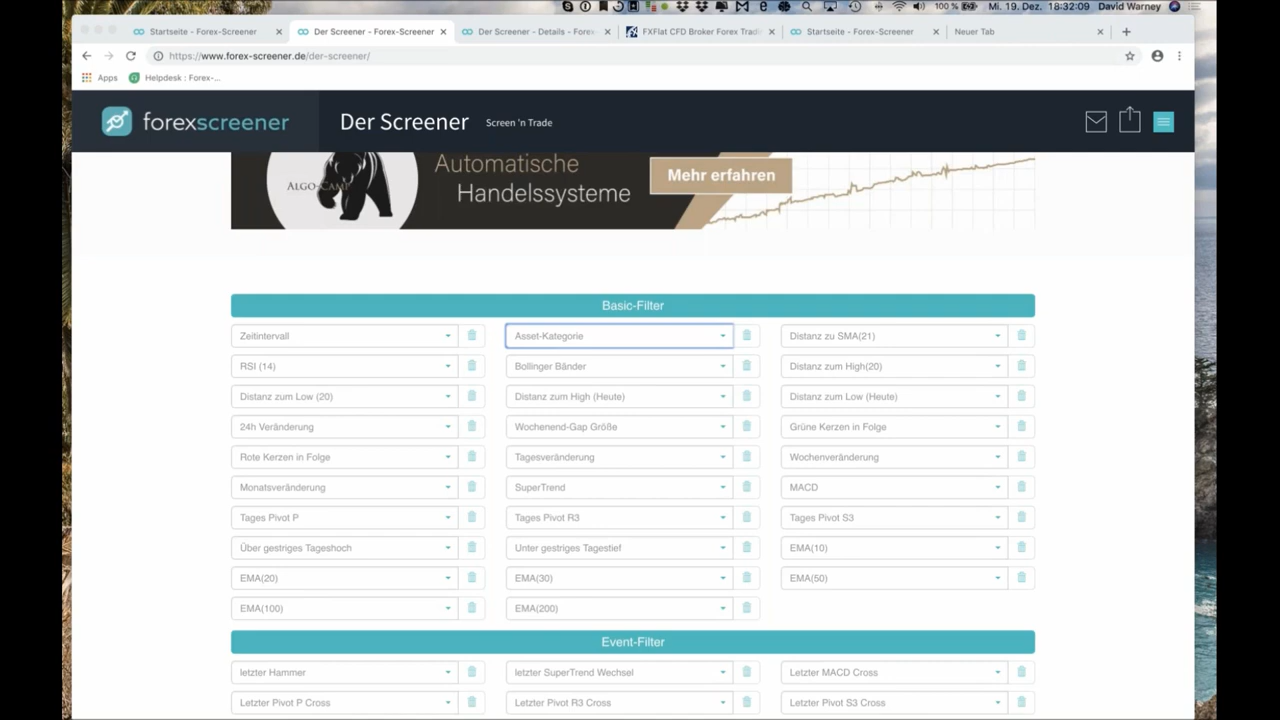 100 % Mi. 19. Dez. 18:32:09 David Warney
Startseite - Forex-Screener Der Screener - Forex-Screener Der Screener - Details - Forex- FXFlat CFD Broker Forex Tradi Startseite - Forex-Screener Neuer Tab
https://www.forex-screener.de/der-screener/
Apps Helpdesk : Forex-...
forexscreener Der Screener Screen 'n Trade
ALGO-CAMP
Automatische
Handelssysteme
Mehr erfahren
Basic-Filter
Zeitintervall Asset-Kategorie Distanz zu SMA(21)
RSI (14) Bollinger Bänder Distanz zum High(20)
Distanz zum Low (20) Distanz zum High (Heute) Distanz zum Low (Heute)
24h Veränderung Wochenend-Gap Größe Grüne Kerzen in Folge
Rote Kerzen in Folge Tagesveränderung Wochenveränderung
Monatsveränderung SuperTrend MACD
Tages Pivot P Tages Pivot R3 Tages Pivot S3
Über gestriges Tageshoch Unter gestriges Tagestief EMA(10)
EMA(20) EMA(30) EMA(50)
EMA(100) EMA(200)
Event-Filter
letzter Hammer letzter SuperTrend Wechsel Letzter MACD Cross
Letzter Pivot P Cross Letzter Pivot R3 Cross Letzter Pivot S3 Cross